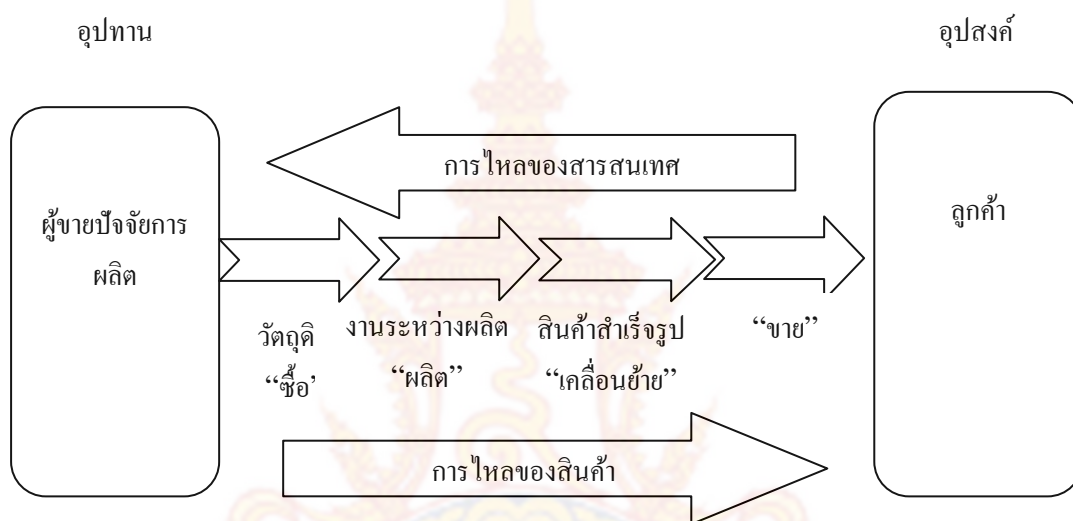 อุปทาน
อุปสงค์
การไหลของสารสนเทศ
ผู้ขายปัจจัยการ
ผลิต
ลูกค้า
วัตถุดิ
“ซื้อ’
งานระหว่างผลิต
“ผลิต”
สินค้าสำเร็จรูป
“เคลื่อนย้าย”
“ขาย”
การไหลของสินค้า